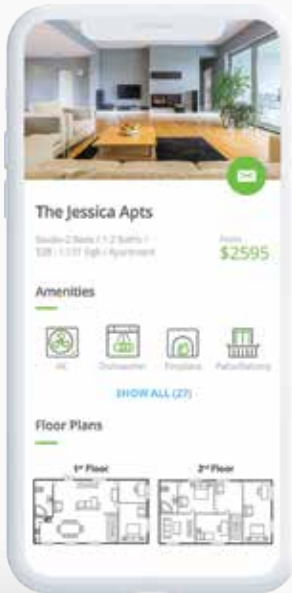 The Jessica Apts
Studio-2 Beds / 1-2 Baths /
From
$2595
Amenities
AC
Dishwasher
Fireplace
Patio/Balcony
SHOW ALL (27)
Floor Plans
1st Floor
2nd Floor